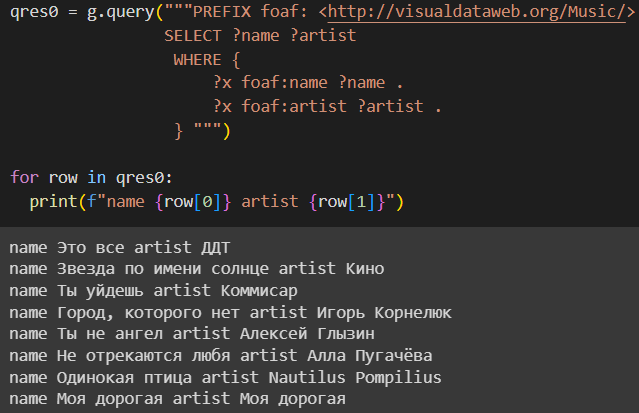 qres0 = g.query("""PREFIX foaf: <http://visualdataweb.org/Music/>
SELECT ?name ?artist
WHERE {
?x foaf:name ?name .
?x foaf:artist ?artist .
} """)
for row in qres0:
print(f"name {row[0]} artist {row[1]}")
name Это все artist ДДТ
name Звезда по имени солнце artist Кино
name Ты уйдешь artist Коммисар
name Город, которого нет artist Игорь Корнелюк
name Ты не ангел artist Алексей Глызин
name Не отрекаются любя artist Алла Пугачёва
name Одинокая птица artist Nautilus Pompilius
name Моя дорогая artist Моя дорогая